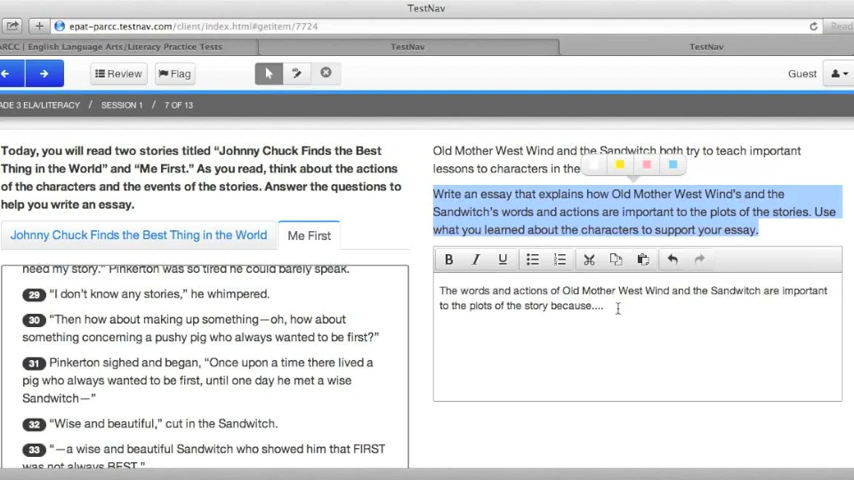 TestNav
epat-parcc.testnav.com/client/index.html#getitem/7724
Read
ARCC | English Language Arts/Literacy Practice Tests
TestNav
TestNav
Review
Flag
Guest
ADE 3 ELA/LITERACY / SESSION 1 / 7 OF 13
Today, you will read two stories titled “Johnny Chuck Finds the Best
Thing in the World” and “Me First.” As you read, think about the actions
of the characters and the events of the stories. Answer the questions to
help you write an essay.
Johnny Chuck Finds the Best Thing in the World
Me First
need my story.” Pinkerton was so tired he could barely speak.
29 “I don’t know any stories,” he whimpered.
30 “Then how about making up something—oh, how about
something concerning a pushy pig who always wanted to be first?”
31 Pinkerton sighed and began, “Once upon a time there lived a
pig who always wanted to be first, until one day he met a wise
Sandwitch—”
32 “Wise and beautiful,” cut in the Sandwitch.
33 “—a wise and beautiful Sandwitch who showed him that FIRST
was not always BEST.”
Old Mother West Wind and the Sandwitch both try to teach important
lessons to characters in the
Write an essay that explains how Old Mother West Wind’s and the
Sandwitch’s words and actions are important to the plots of the stories. Use
what you learned about the characters to support your essay.
B I U
The words and actions of Old Mother West Wind and the Sandwitch are important
to the plots of the story because....